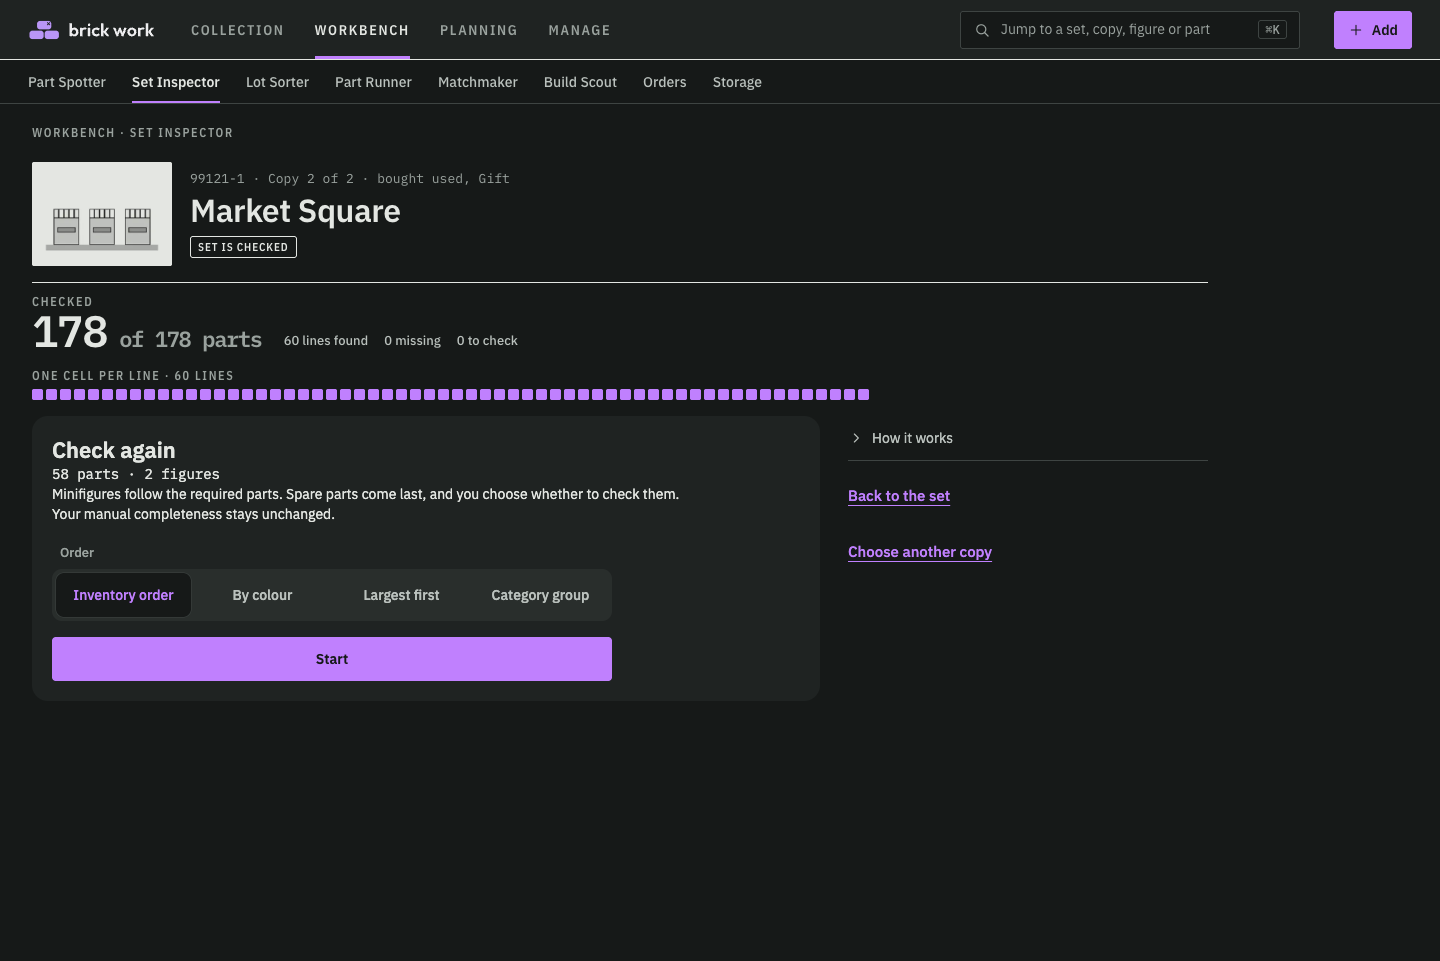 brick work
COLLECTION
WORKBENCH
PLANNING
MANAGE
Jump to a set, copy, figure or part
⌘K
+ Add
Part Spotter
Set Inspector
Lot Sorter
Part Runner
Matchmaker
Build Scout
Orders
Storage
WORKBENCH · SET INSPECTOR
99121-1 · Copy 2 of 2 · bought used, Gift
Market Square
SET IS CHECKED
CHECKED
178 of 178 parts
60 lines found
0 missing
0 to check
ONE CELL PER LINE · 60 LINES
Check again
58 parts · 2 figures
Minifigures follow the required parts. Spare parts come last, and you choose whether to check them.
Your manual completeness stays unchanged.
Order
Inventory order
By colour
Largest first
Category group
Start
How it works
Back to the set
Choose another copy